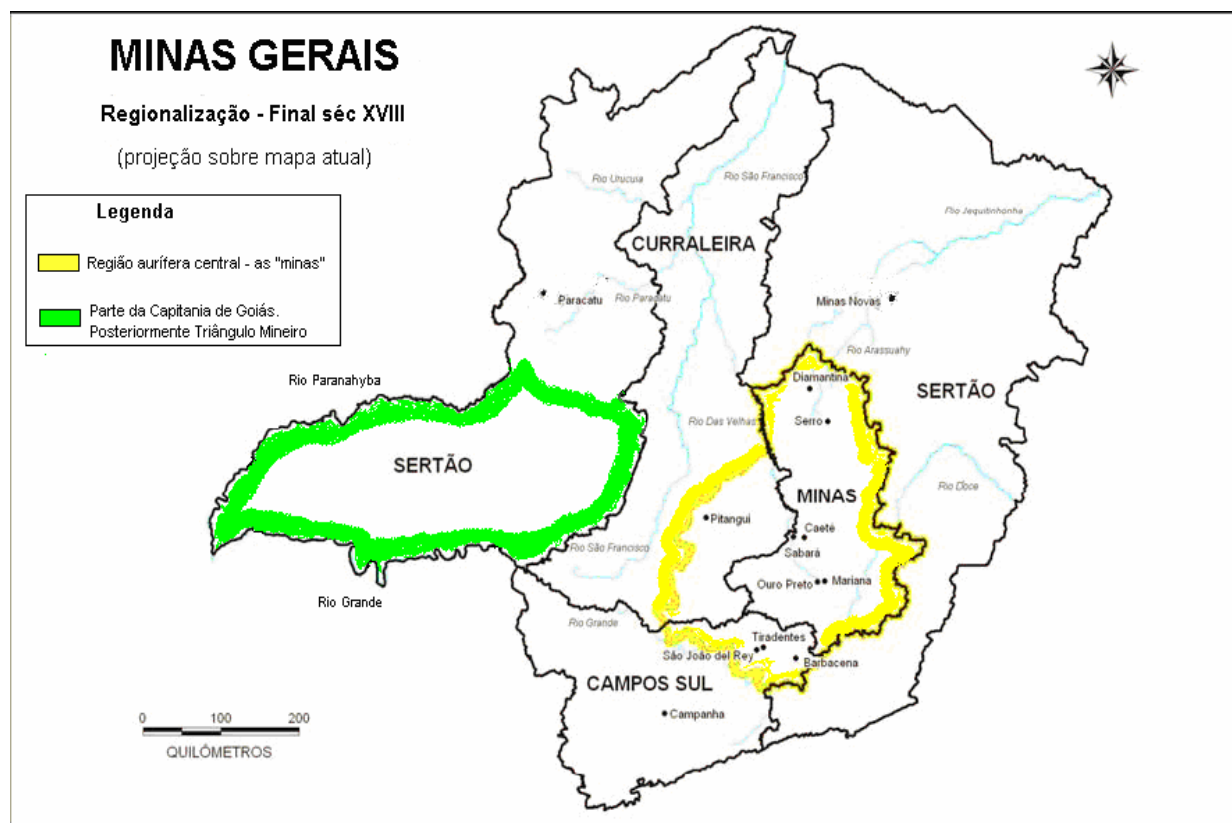 MINAS GERAIS
Regionalização - Final séc XVIII
(projeção sobre mapa atual)
Legenda
Região aurífera central - as "minas"
Parte da Capitania de Goiás.
Posteriormente Triângulo Mineiro
Rio Urucuia
Rio São Francisco
Rio Jequitinhonha
CURRALEIRA
Paracatu
Rio Paracatu
Minas Novas
Rio Arassuahy
Rio Paranahyba
Diamantina
SERTÃO
Rio Das Velhas
Serro
SERTÃO
Rio Doce
MINAS
Pitangui
Caeté
Sabará
Rio São Francisco
Ouro Preto
Mariana
Rio Grande
Rio Grande
Tiradentes
São João del Rey
Barbacena
CAMPOS SUL
Campanha
0 100 200
QUILÔMETROS